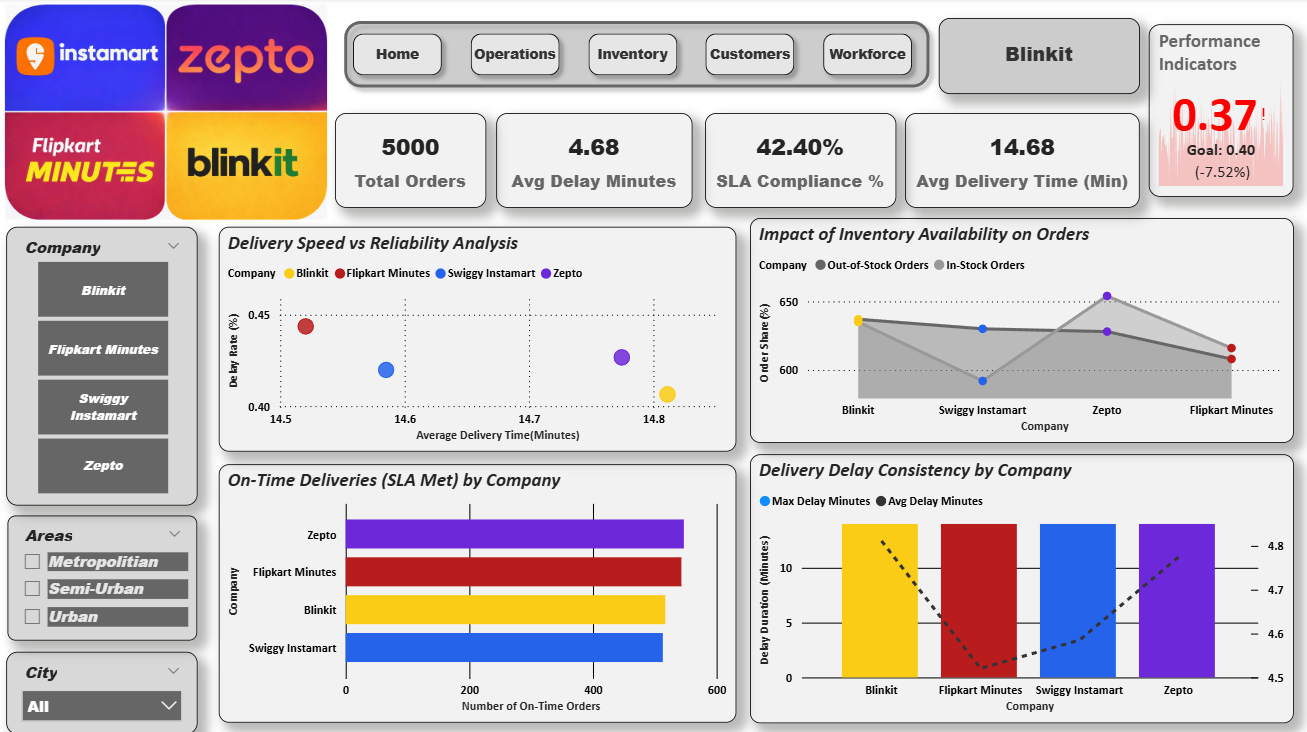 instamart
zepto
Flipkart
MINUTES
blinkit
Home
Operations
Inventory
Customers
Workforce
Blinkit
Performance
Indicators
0.37!
Goal: 0.40
(-7.52%)
5000
Total Orders
4.68
Avg Delay Minutes
42.40%
SLA Compliance %
14.68
Avg Delivery Time (Min)
Company
Blinkit
Flipkart Minutes
Swiggy
Instamart
Zepto
Areas
Metropolitian
Semi-Urban
Urban
City
All
Delivery Speed vs Reliability Analysis
Company Blinkit Flipkart Minutes Swiggy Instamart Zepto
Delay Rate (%)
0.45
0.40
14.5 14.6 14.7 14.8
Average Delivery Time(Minutes)
Impact of Inventory Availability on Orders
Company Out-of-Stock Orders In-Stock Orders
Order Share(%)
650
600
Blinkit Swiggy Instamart Zepto Flipkart Minutes
Company
On-Time Deliveries (SLA Met) by Company
Company
Zepto
Flipkart Minutes
Blinkit
Swiggy Instamart
0 200 400 600
Number of On-Time Orders
Delivery Delay Consistency by Company
Max Delay Minutes Avg Delay Minutes
Delay Duration (Minutes)
10
5
0
4.8
4.7
4.6
4.5
Blinkit Flipkart Minutes Swiggy Instamart Zepto
Company